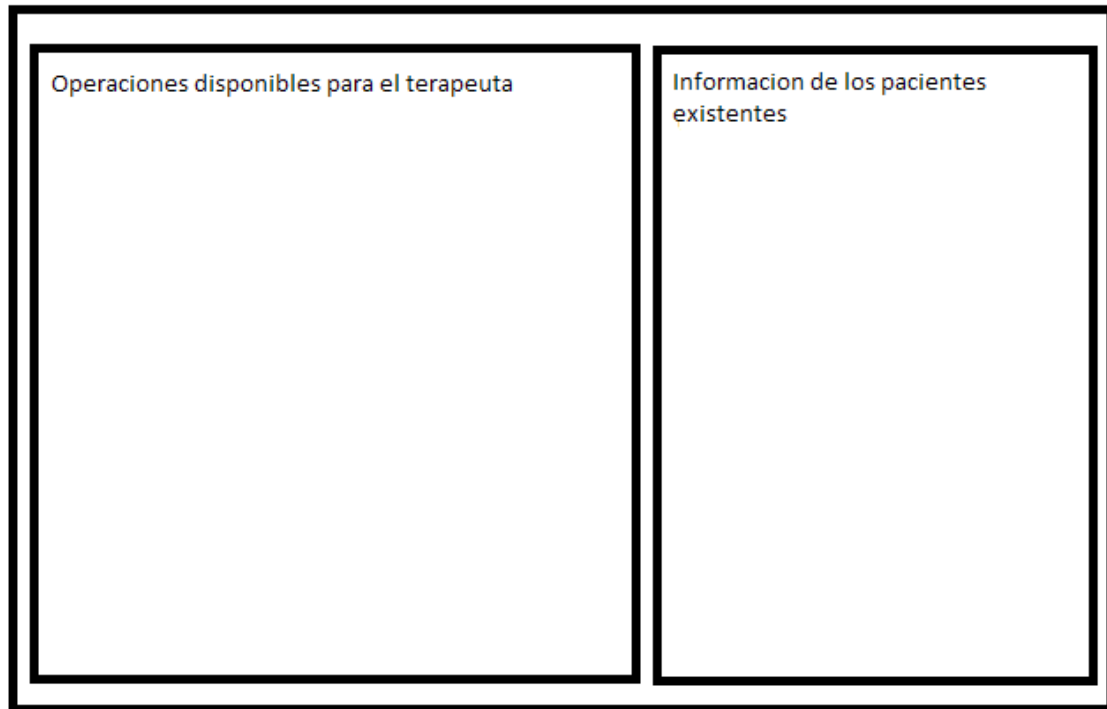 Operaciones disponibles para el terapeuta
Informacion de los pacientes
existentes